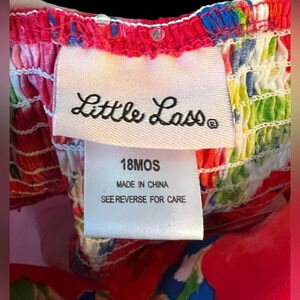 Little Lass®
18MOS
MADE IN CHINA
SEE REVERSE FOR CARE